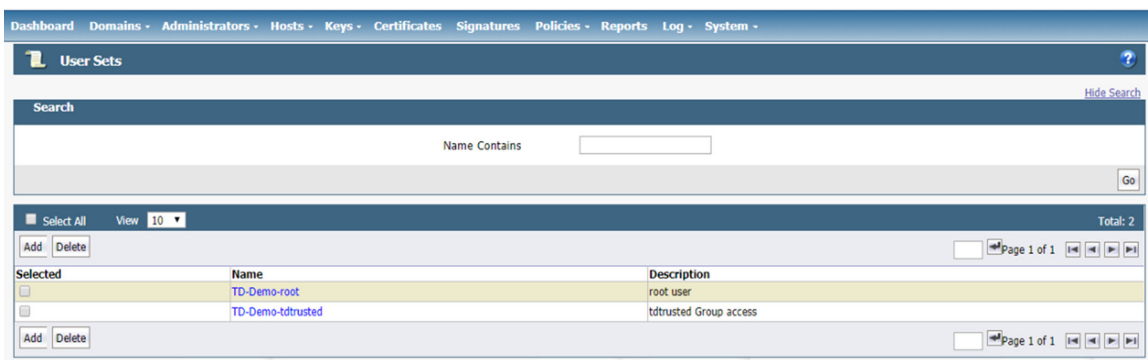 Dashboard Domains Administrators Hosts Keys Certificates Signatures Policies Reports Log System
User Sets
Hide Search
Search
Name Contains
Go
Select All View 10 Total: 2
Add Delete Page 1 of 1
Selected Name Description
TD-Demo-root root user
TD-Demo-tdtrusted tdtrusted Group access
Add Delete Page 1 of 1